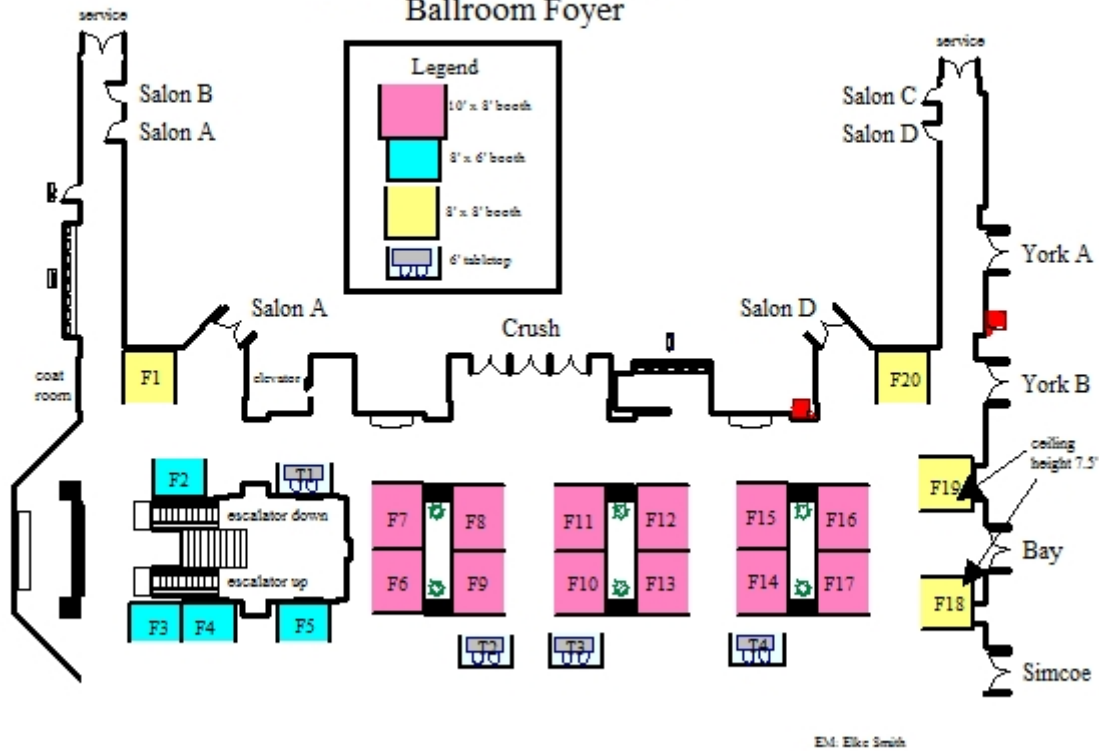 Ballroom Foyer
service
service
Legend
Salon B
10' x 8' booth
Salon C
Salon A
Salon D
8' x 6' booth
8' x 8' booth
York A
6' tabletop
Salon A
Salon D
Crush
coat
room
F1
elevator
F20
York B
ceiling
height 7.5'
F2
T1
F19
escalator down
F7
F8
F11
F12
F15
F16
Bay
escalator up
F6
F9
F10
F13
F14
F17
F18
F3
F4
F5
T2
T3
T4
Simcoe
EM: Elke Smith